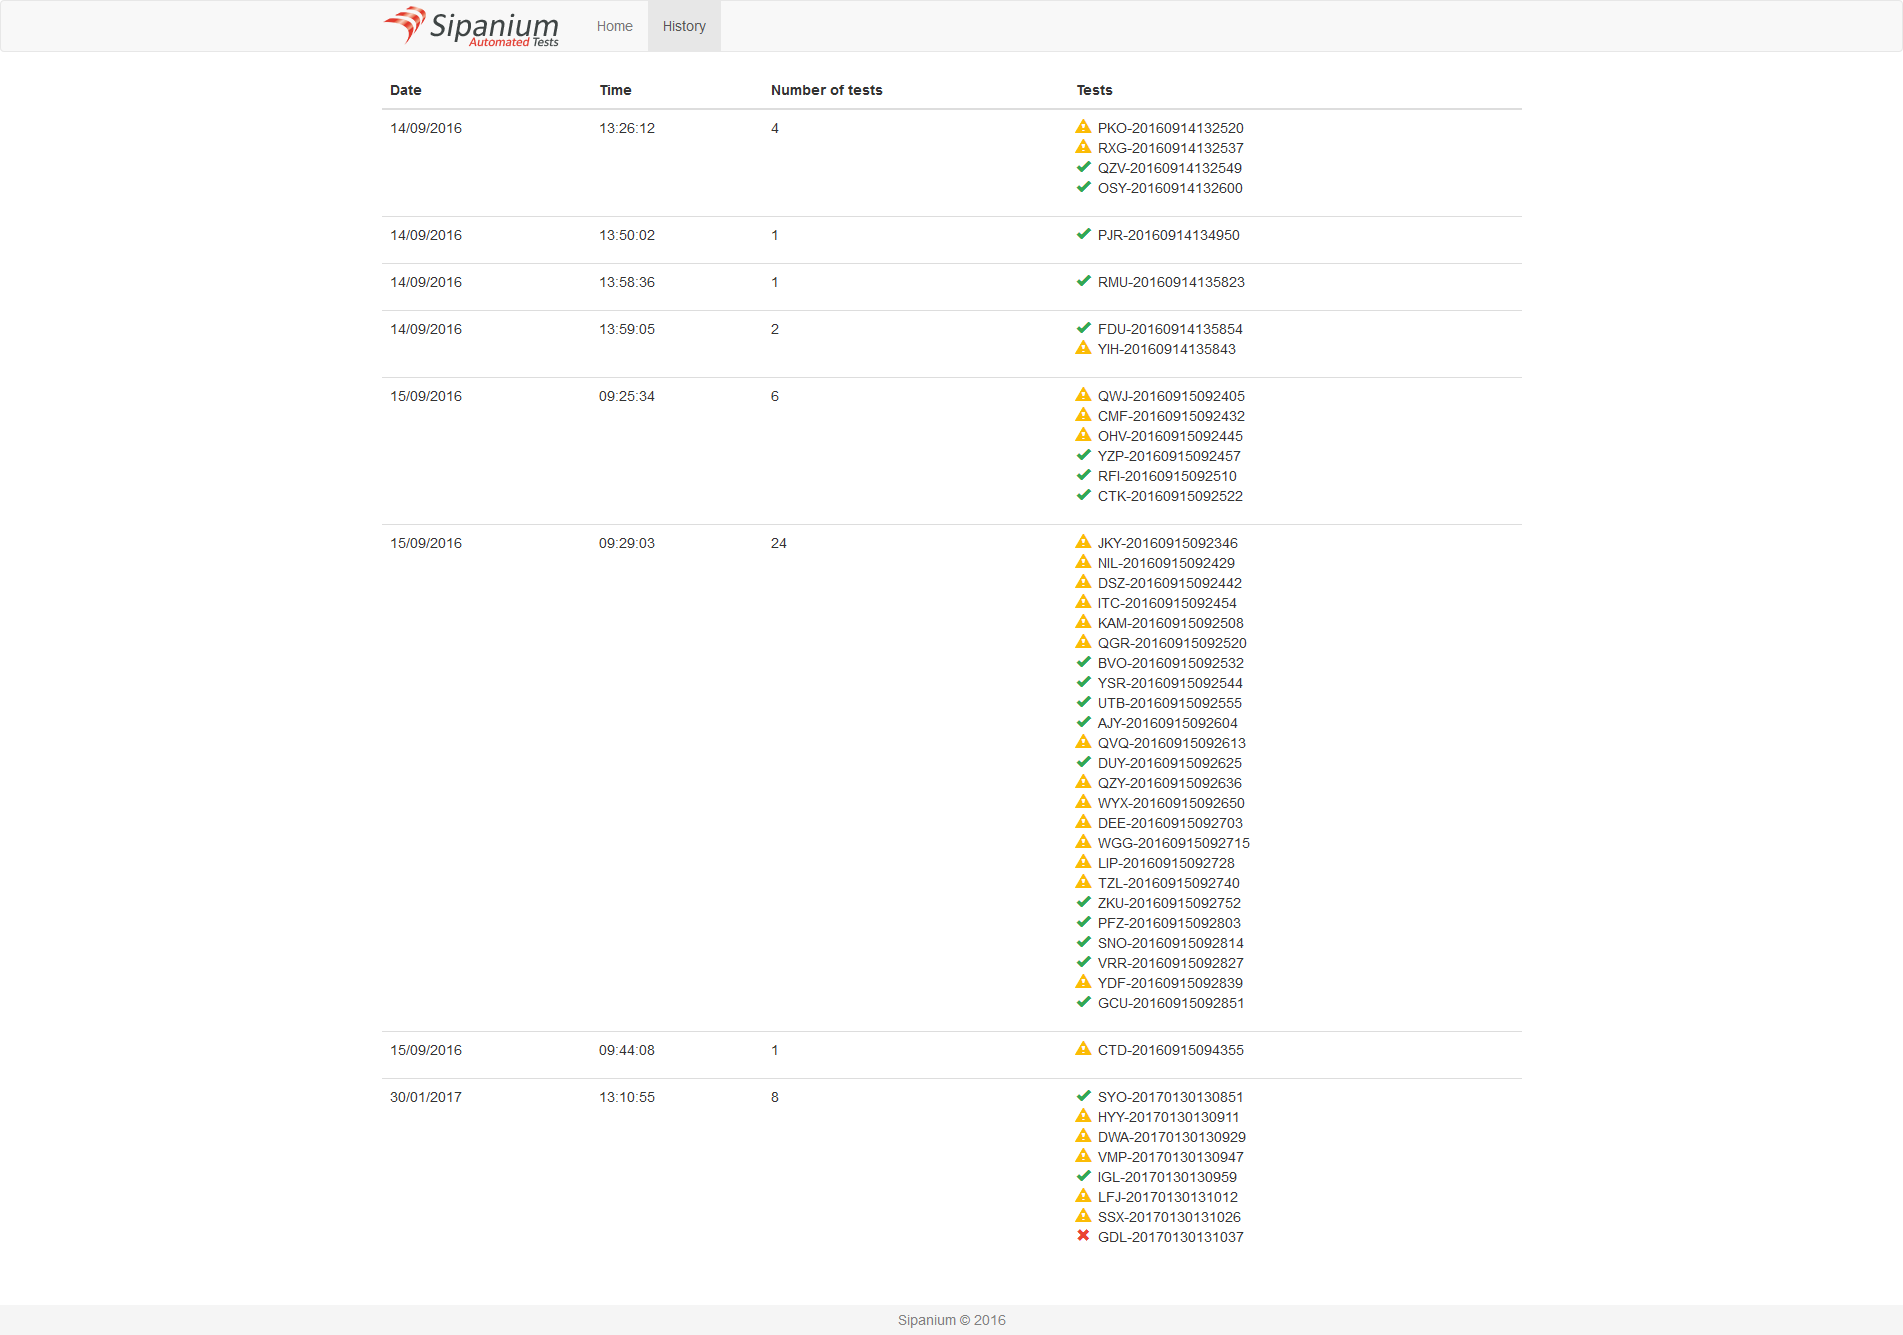 Sipanium
Automated Tests
Home
History
Date Time Number of tests Tests
14/09/2016 13:26:12 4 PKO-20160914132520
RXG-20160914132537
QZV-20160914132549
OSY-20160914132600
14/09/2016 13:50:02 1 PJR-20160914134950
14/09/2016 13:58:36 1 RMU-20160914135823
14/09/2016 13:59:05 2 FDU-20160914135854
YIH-20160914135843
15/09/2016 09:25:34 6 QWJ-20160915092405
CMF-20160915092432
OHV-20160915092445
YZP-20160915092457
RFI-20160915092510
CTK-20160915092522
15/09/2016 09:29:03 24 JKY-20160915092346
NIL-20160915092429
DSZ-20160915092442
ITC-20160915092454
KAM-20160915092508
QGR-20160915092520
BVO-20160915092532
YSR-20160915092544
UTB-20160915092555
AJY-20160915092604
QVQ-20160915092613
DUY-20160915092625
QZY-20160915092636
WYX-20160915092650
DEE-20160915092703
WGG-20160915092715
LIP-20160915092728
TZL-20160915092740
ZKU-20160915092752
PFZ-20160915092803
SNO-20160915092814
VRR-20160915092827
YDF-20160915092839
GCU-20160915092851
15/09/2016 09:44:08 1 CTD-20160915094355
30/01/2017 13:10:55 8 SYO-20170130130851
HYY-20170130130911
DWA-20170130130929
VMP-20170130130947
IGL-20170130130959
LFJ-20170130131012
SSX-20170130131026
GDL-20170130131037
Sipanium © 2016